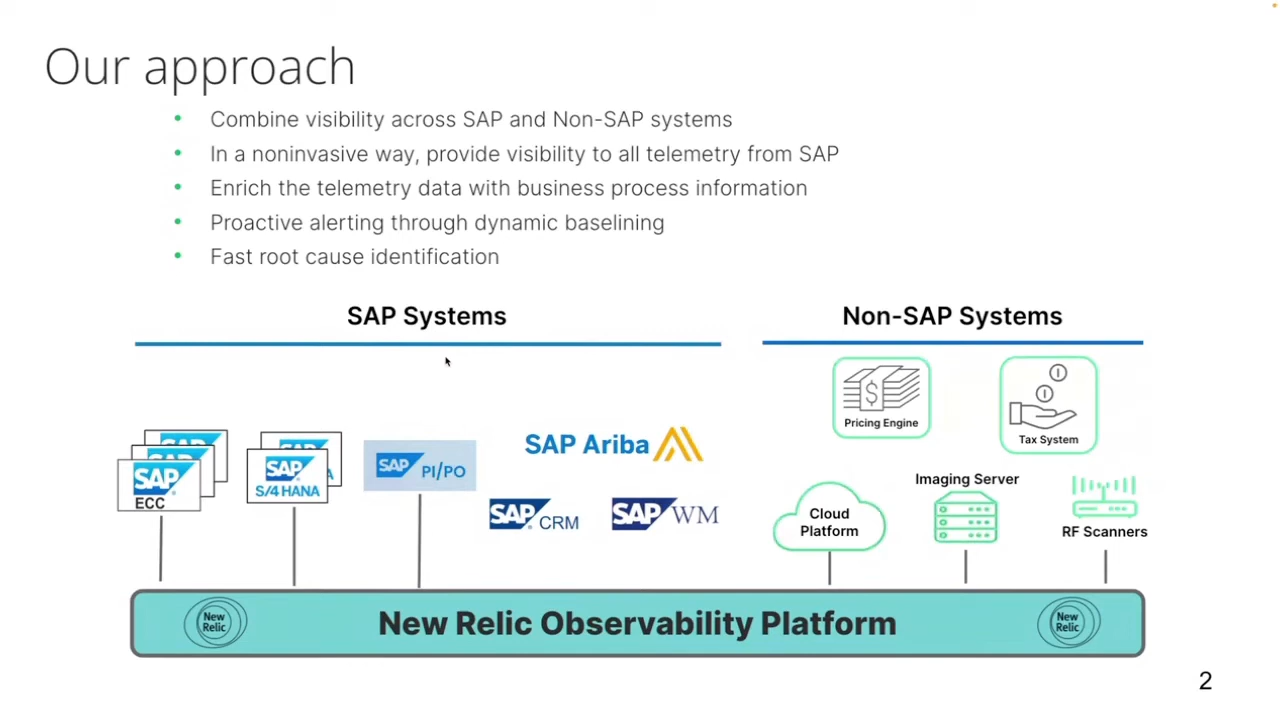 Our approach
• Combine visibility across SAP and Non-SAP systems
• In a noninvasive way, provide visibility to all telemetry from SAP
• Enrich the telemetry data with business process information
• Proactive alerting through dynamic baselining
• Fast root cause identification
SAP Systems
Non-SAP Systems
Pricing Engine
Tax System
SAP
ECC
SAP
S/4 HANA
SAP PI/PO
SAP Ariba
SAP CRM
SAP WM
Cloud
Platform
Imaging Server
RF Scanners
New
Relic
New Relic Observability Platform
New
Relic
2